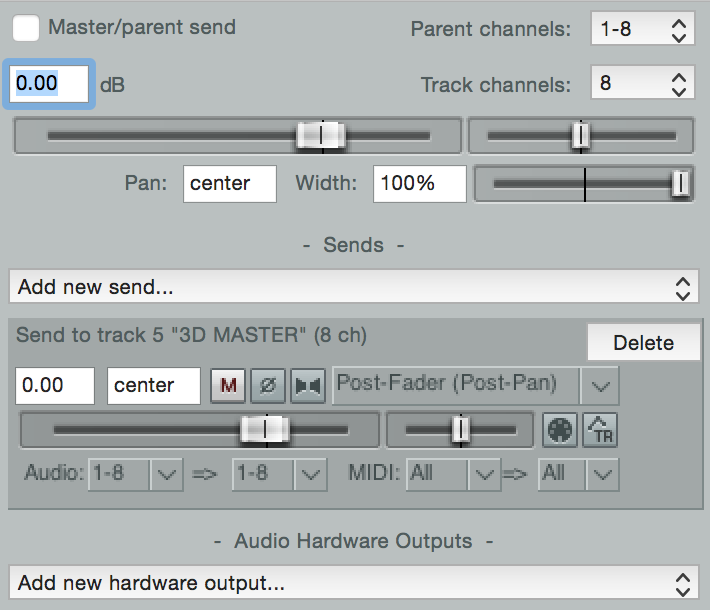 Master/parent send Parent channels: 1-8
0.00 dB Track channels: 8
Pan: center Width: 100%
- Sends -
Add new send...
Send to track 5 "3D MASTER" (8 ch) Delete
0.00 center M Ø Post-Fader (Post-Pan)
TR
Audio: 1-8 => 1-8 MIDI: All => All
- Audio Hardware Outputs -
Add new hardware output...